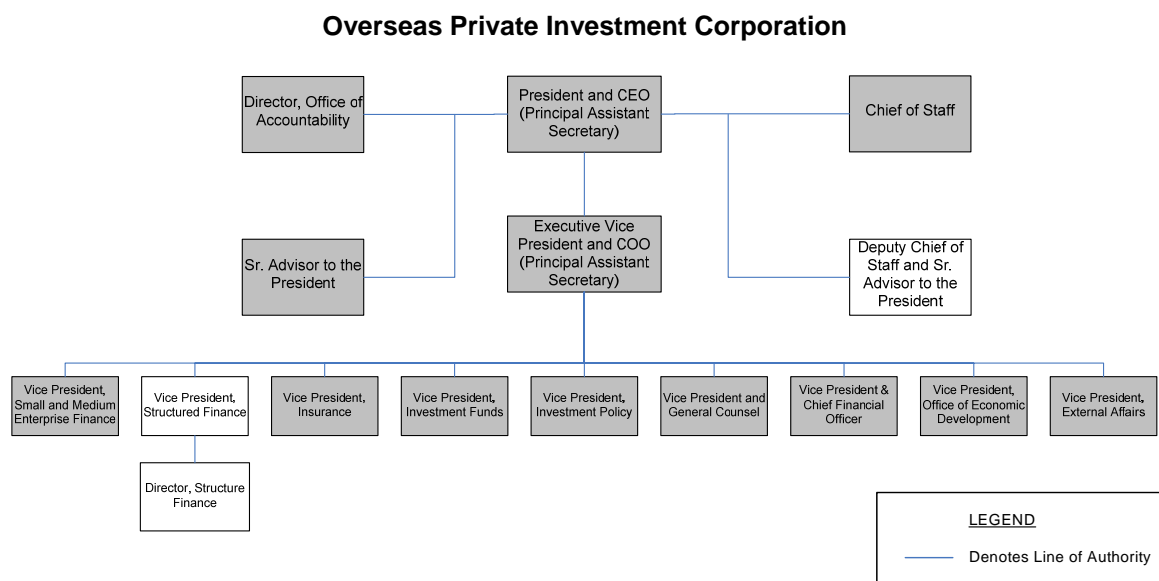 Overseas Private Investment Corporation
Director, Office of
Accountability
President and CEO
(Principal Assistant
Secretary)
Chief of Staff
Sr. Advisor to the
President
Executive Vice
President and COO
(Principal Assistant
Secretary)
Deputy Chief of
Staff and Sr.
Advisor to the
President
Vice President,
Small and Medium
Enterprise Finance
Vice President,
Structured Finance
Vice President,
Insurance
Vice President,
Investment Funds
Vice President,
Investment Policy
Vice President and
General Counsel
Vice President &
Chief Financial
Officer
Vice President,
Office of Economic
Development
Vice President,
External Affairs
Director, Structure
Finance
LEGEND
Denotes Line of Authority